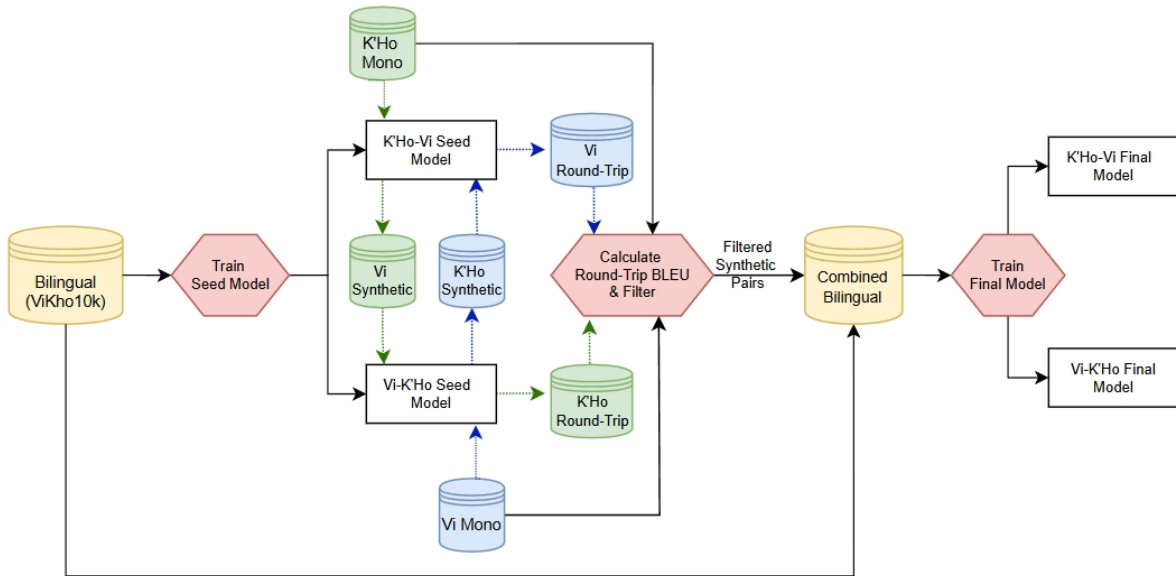 K'Ho
Mono
K'Ho-Vi Seed
Model
Vi
Round-Trip
K'Ho-Vi Final
Model
Bilingual
(ViKho10k)
Train
Seed Model
Vi
Synthetic
K'Ho
Synthetic
Calculate
Round-Trip BLEU
& Filter
Filtered
Synthetic
Pairs
Combined
Bilingual
Train
Final Model
Vi-K'Ho Seed
Model
K'Ho
Round-Trip
Vi-K'Ho Final
Model
Vi Mono